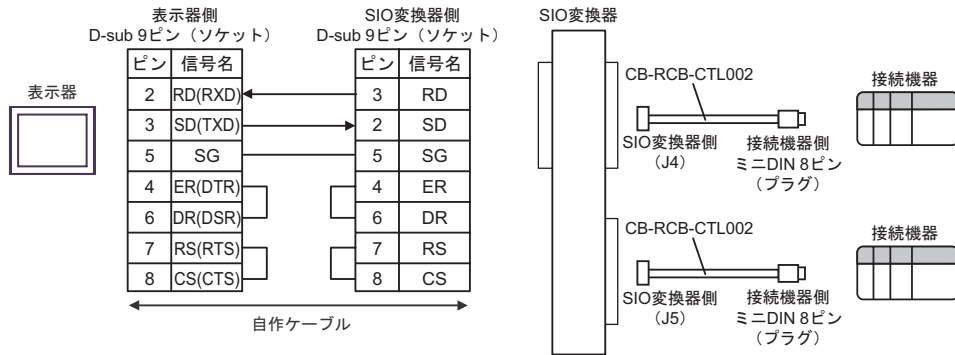 表示器
表示器側
D-sub 9ピン（ソケット）
ピン 信号名
2 RD(RXD)
3 SD(TXD)
5 SG
4 ER(DTR)
6 DR(DSR)
7 RS(RTS)
8 CS(CTS)
SIO変換器側
D-sub 9ピン（ソケット）
ピン 信号名
3 RD
2 SD
5 SG
4 ER
6 DR
7 RS
8 CS
自作ケーブル
SIO変換器
CB-RCB-CTL002
SIO変換器側
（J4）
接続機器側
ミニDIN 8ピン
（プラグ）
接続機器
CB-RCB-CTL002
SIO変換器側
（J5）
接続機器側
ミニDIN 8ピン
（プラグ）
接続機器